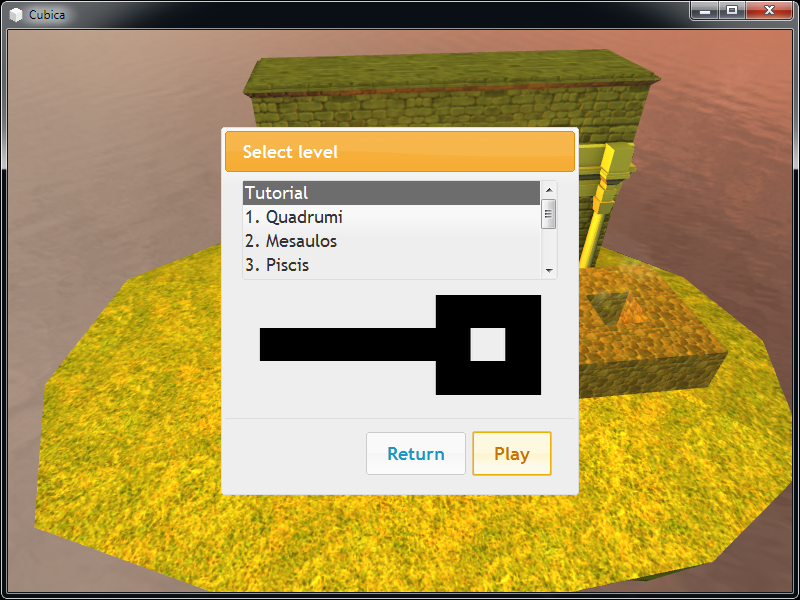 Cubica
Select level
Tutorial
1. Quadrumi
2. Mesaulos
3. Piscis
Return
Play